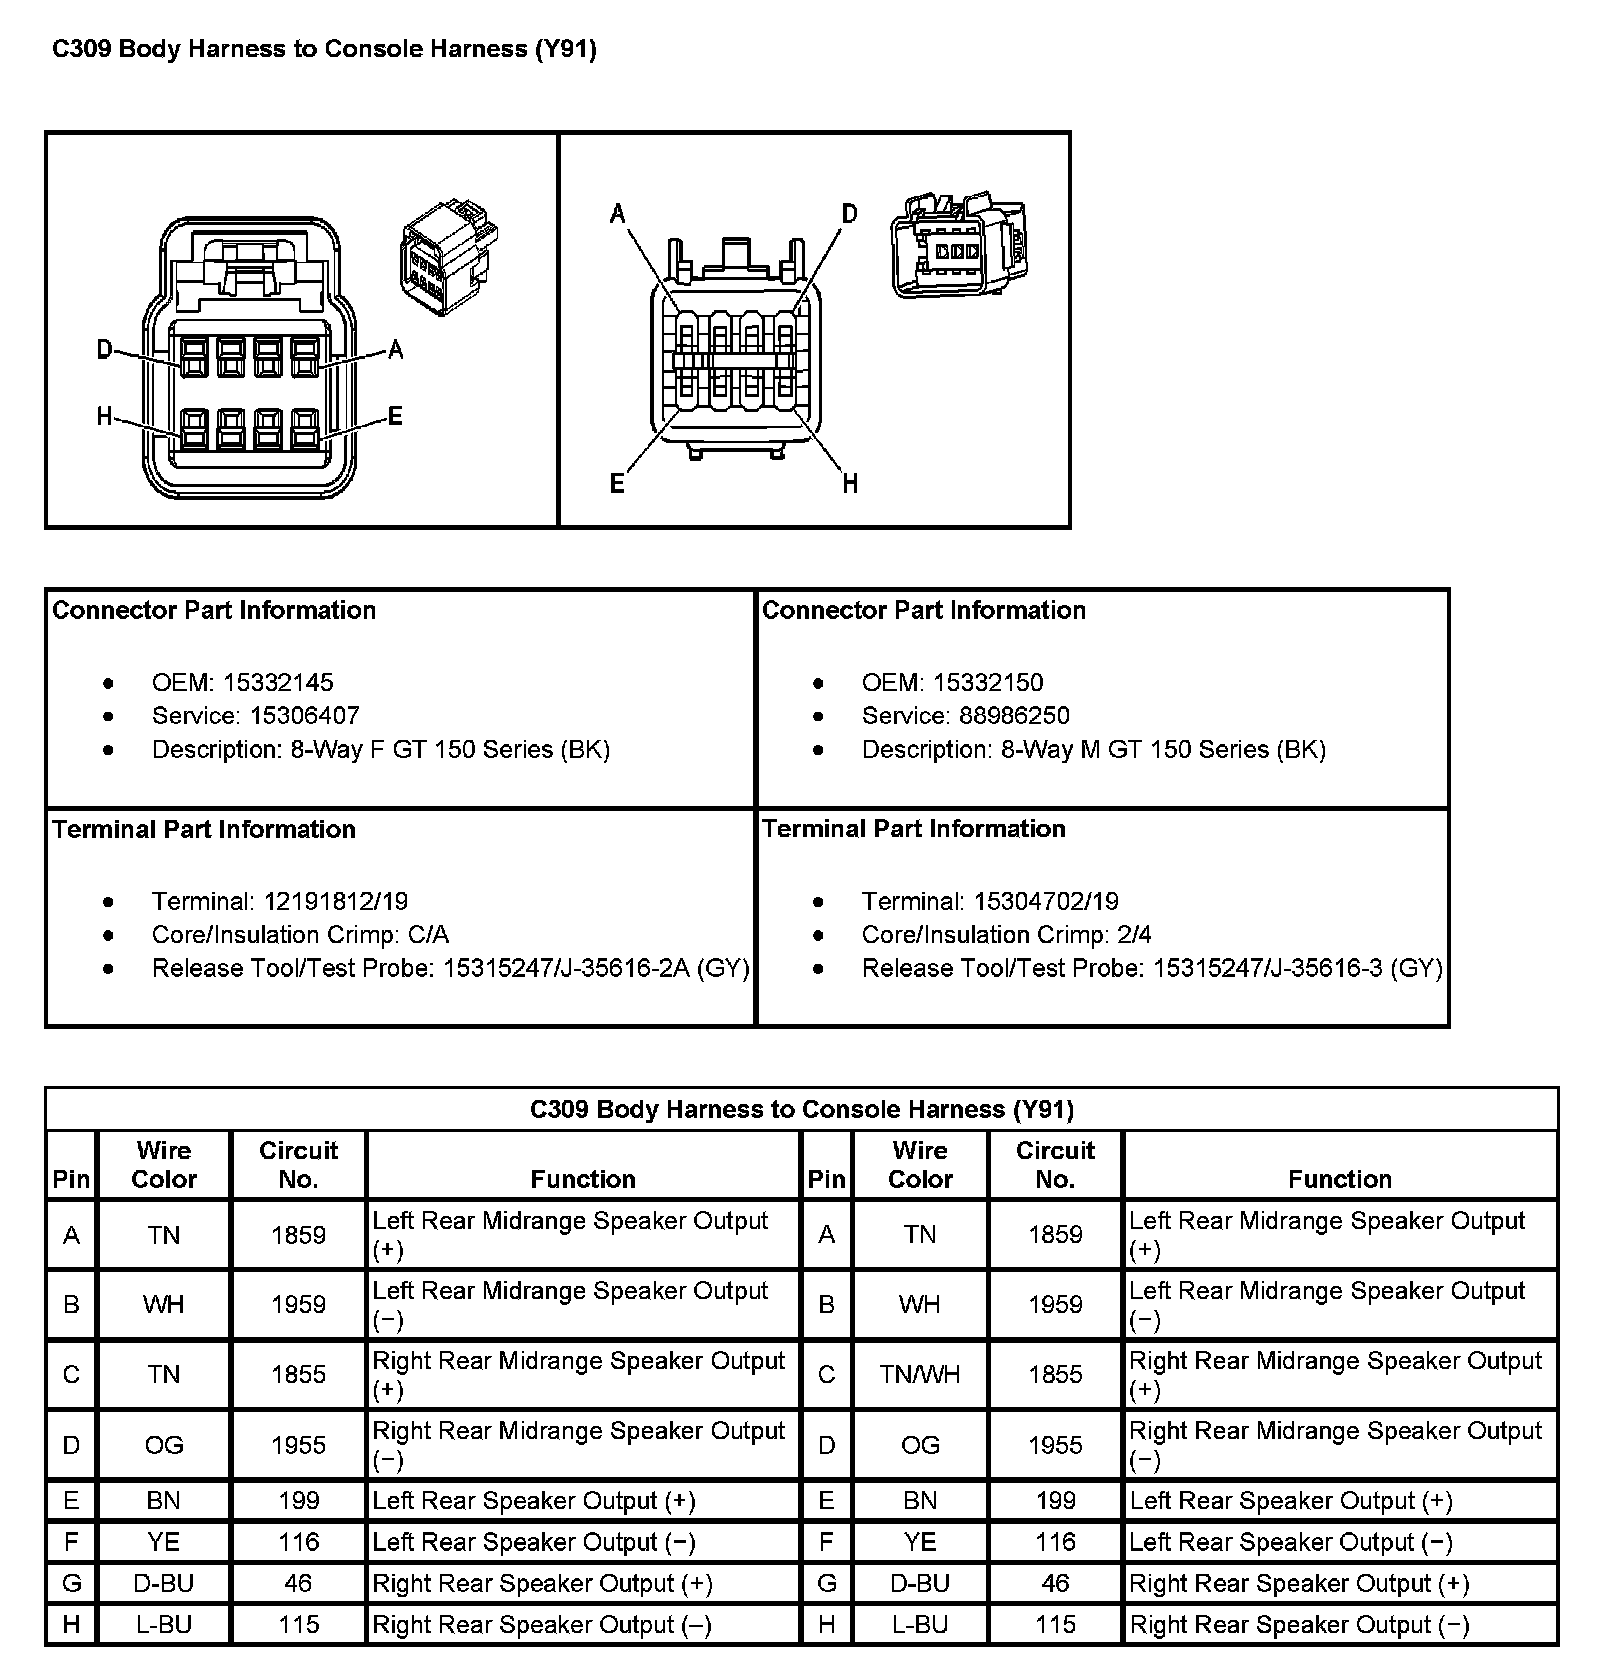 C309 Body Harness to Console Harness (Y91)
D
A
H
E
A
D
E
H
Connector Part Information
• OEM: 15332145
• Service: 15306407
• Description: 8-Way F GT 150 Series (BK)
Connector Part Information
• OEM: 15332150
• Service: 88986250
• Description: 8-Way M GT 150 Series (BK)
Terminal Part Information
• Terminal: 12191812/19
• Core/Insulation Crimp: C/A
• Release Tool/Test Probe: 15315247/J-35616-2A (GY)
Terminal Part Information
• Terminal: 15304702/19
• Core/Insulation Crimp: 2/4
• Release Tool/Test Probe: 15315247/J-35616-3 (GY)
C309 Body Harness to Console Harness (Y91)
Pin Wire Color Circuit No. Function Pin Wire Color Circuit No. Function
A TN 1859 Left Rear Midrange Speaker Output (+) A TN 1859 Left Rear Midrange Speaker Output (+)
B WH 1959 Left Rear Midrange Speaker Output (−) B WH 1959 Left Rear Midrange Speaker Output (−)
C TN 1855 Right Rear Midrange Speaker Output (+) C TN/WH 1855 Right Rear Midrange Speaker Output (+)
D OG 1955 Right Rear Midrange Speaker Output (−) D OG 1955 Right Rear Midrange Speaker Output (−)
E BN 199 Left Rear Speaker Output (+) E BN 199 Left Rear Speaker Output (+)
F YE 116 Left Rear Speaker Output (−) F YE 116 Left Rear Speaker Output (−)
G D-BU 46 Right Rear Speaker Output (+) G D-BU 46 Right Rear Speaker Output (+)
H L-BU 115 Right Rear Speaker Output (−) H L-BU 115 Right Rear Speaker Output (−)